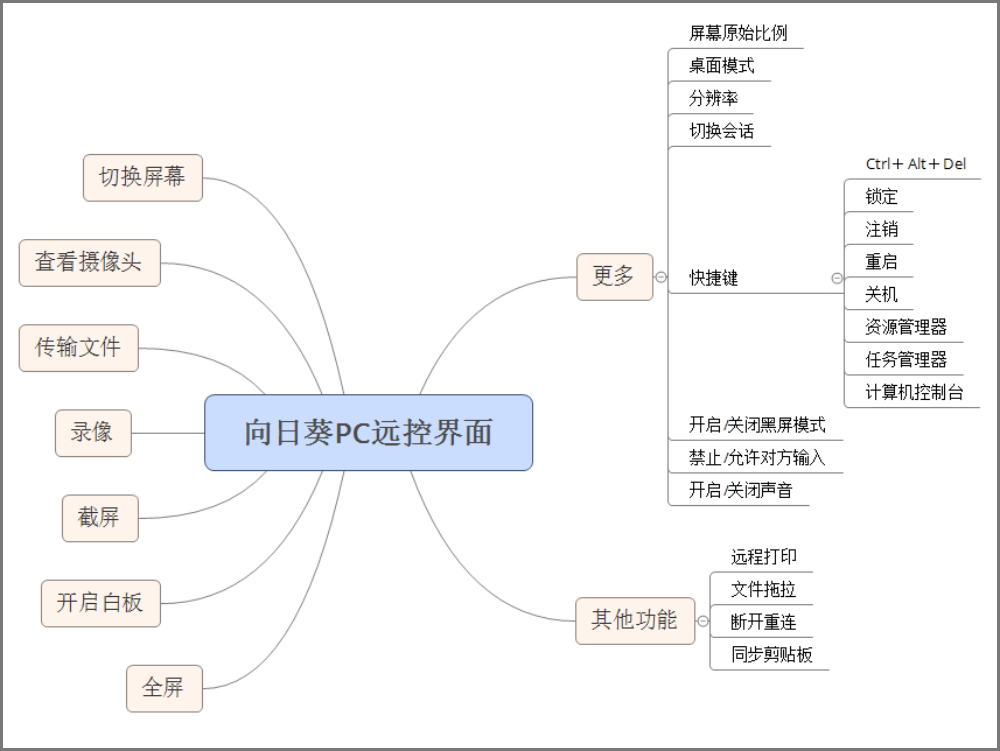 向日葵PC远控界面
切换屏幕
查看摄像头
传输文件
录像
截屏
开启白板
全屏
更多
屏幕原始比例
桌面模式
分辨率
切换会话
快捷键
Ctrl+Alt+Del
锁定
注销
重启
关机
资源管理器
任务管理器
计算机控制台
开启/关闭黑屏模式
禁止/允许对方输入
开启/关闭声音
其他功能
远程打印
文件拖拉
断开重连
同步剪贴板